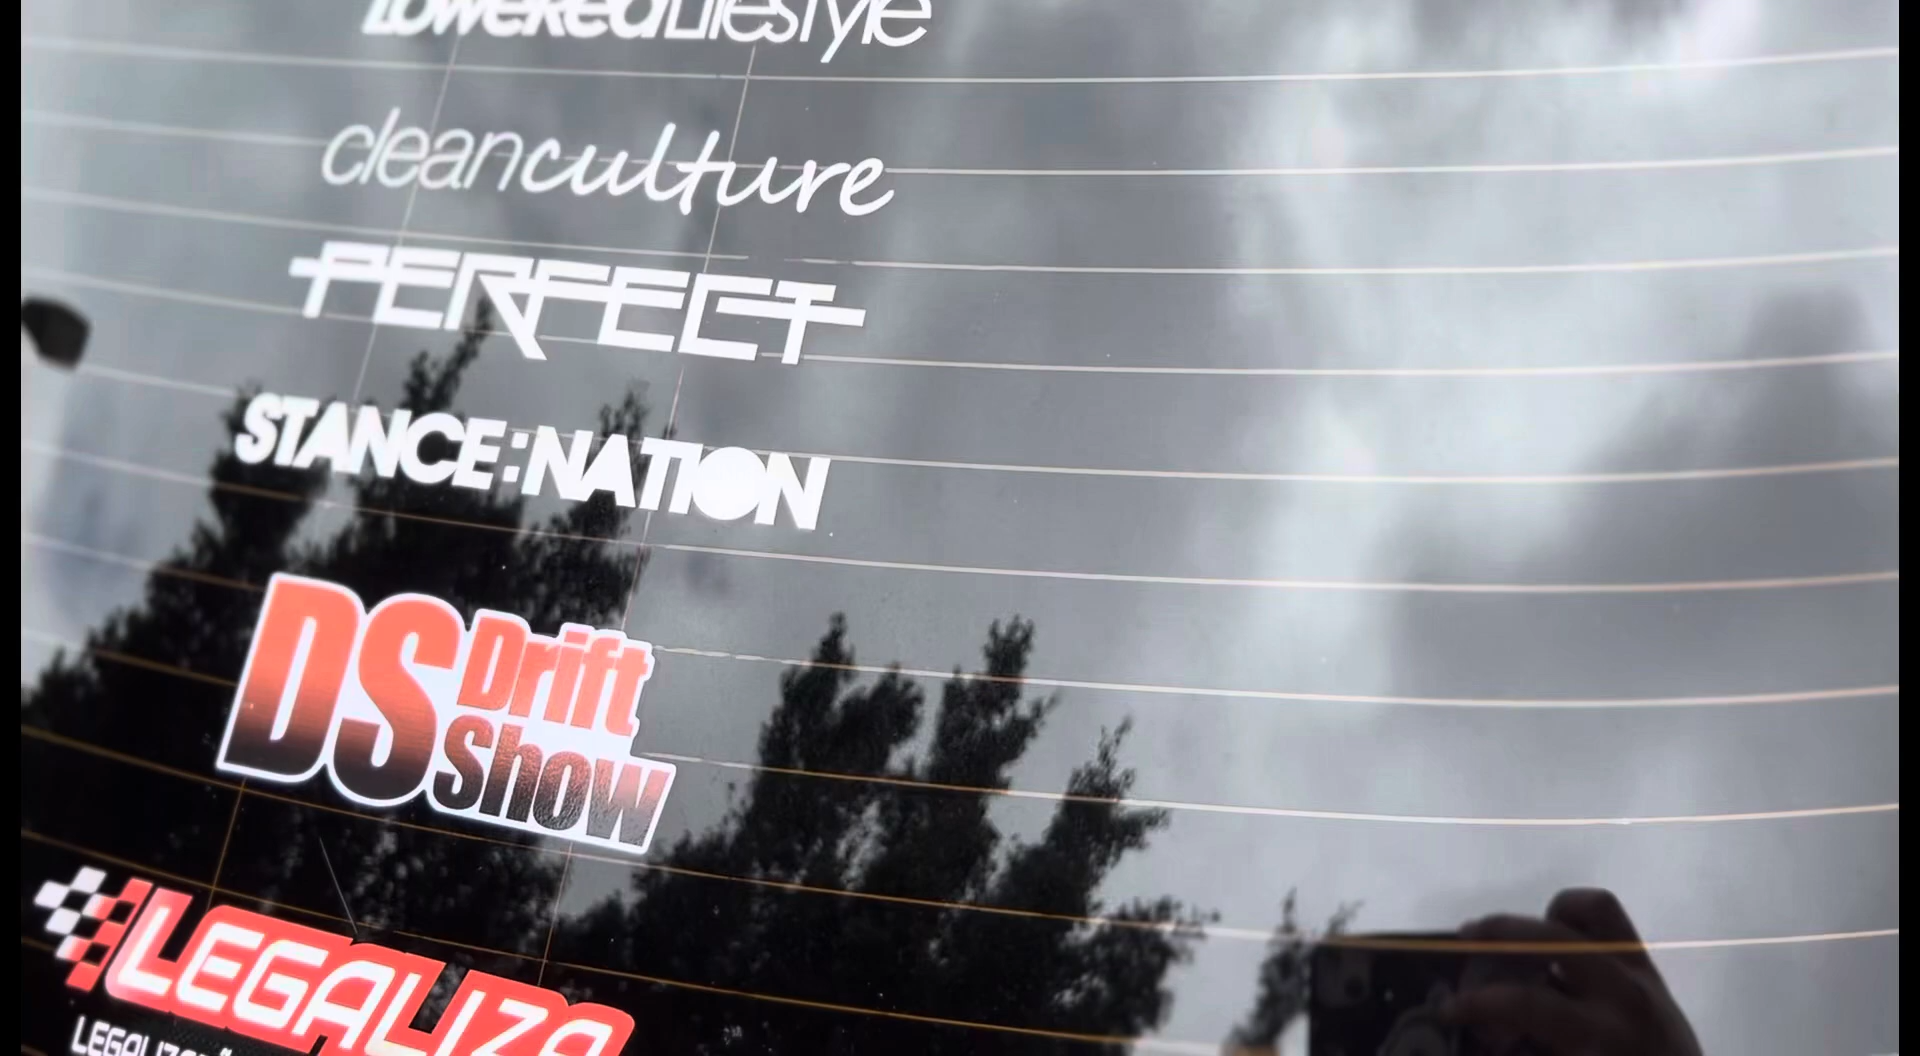 LoweredLifestyle
cleanculture
PERFECT
STANCE:NATION
DS Drift
Show
LEGALIZA